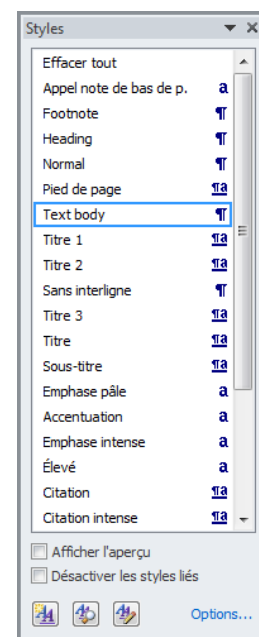 Styles
Effacer tout
Appel note de bas de p. a
Footnote ¶
Heading ¶
Normal ¶
Pied de page ¶a
Text body ¶
Titre 1 ¶a
Titre 2 ¶a
Sans interligne ¶
Titre 3 ¶a
Titre ¶a
Sous-titre ¶a
Emphase pâle a
Accentuation a
Emphase intense a
Élevé a
Citation ¶a
Citation intense ¶a
Afficher l'aperçu
Désactiver les styles liés
Options...